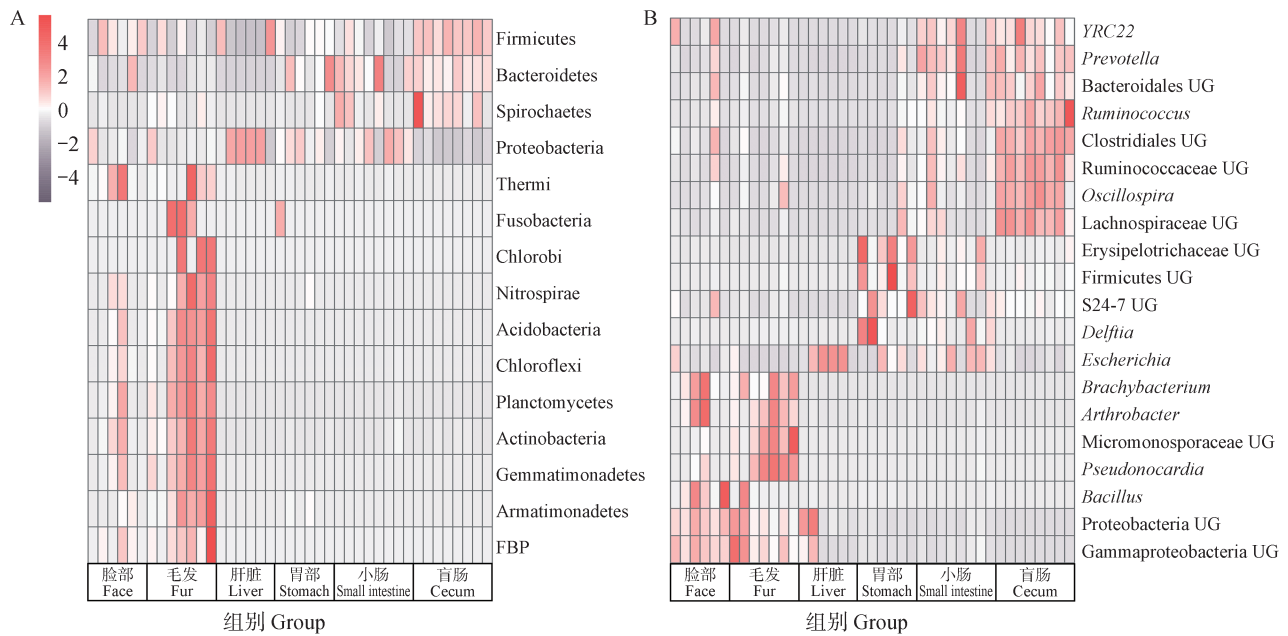 A
4
2
0
−2
−4
Firmicutes
Bacteroidetes
Spirochaetes
Proteobacteria
Thermi
Fusobacteria
Chlorobi
Nitrospirae
Acidobacteria
Chloroflexi
Planctomycetes
Actinobacteria
Gemmatimonadetes
Armatimonadetes
FBP
脸部 毛发 肝脏 胃部 小肠 盲肠
Face Fur Liver Stomach Small intestine Cecum
组别 Group
B
YRC22
Prevotella
Bacteroidales UG
Ruminococcus
Clostridiales UG
Ruminococcaceae UG
Oscillospira
Lachnospiraceae UG
Erysipelotrichaceae UG
Firmicutes UG
S24-7 UG
Delftia
Escherichia
Brachybacterium
Arthrobacter
Micromonosporaceae UG
Pseudonocardia
Bacillus
Proteobacteria UG
Gammaproteobacteria UG
脸部 毛发 肝脏 胃部 小肠 盲肠
Face Fur Liver Stomach Small intestine Cecum
组别 Group